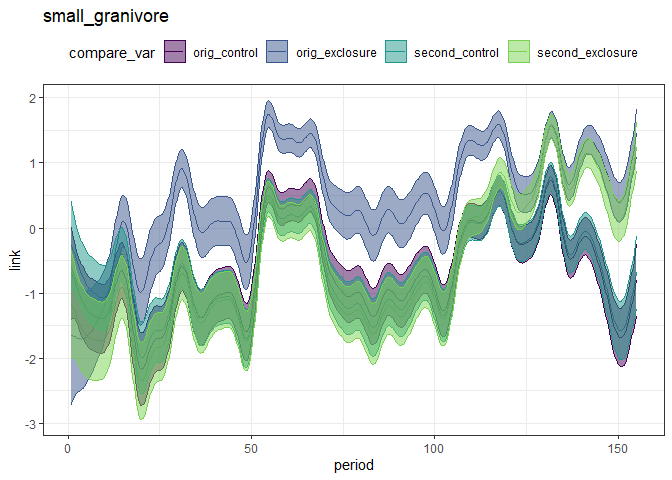 small_granivore
compare_var orig_control orig_exclosure second_control second_exclosure
2
1
0
-1
-2
-3
link
0 50 100 150
period